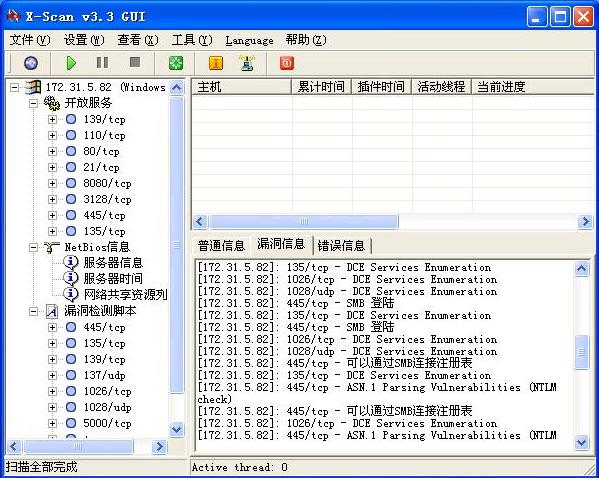 X-Scan v3.3 GUI
文件(V) 设置(W) 查看(X) 工具(Y) Language 帮助(Z)
172.31.5.82 (Windows
开放服务
139/tcp
110/tcp
80/tcp
21/tcp
8080/tcp
3128/tcp
445/tcp
135/tcp
NetBios信息
服务器信息
服务器时间
网络共享资源列
漏洞检测脚本
445/tcp
135/tcp
139/tcp
137/udp
1026/tcp
1028/udp
5000/tcp
主机 累计时间 插件时间 活动线程 当前进度
普通信息 漏洞信息 错误信息
[172.31.5.82]: 135/tcp - DCE Services Enumeration
[172.31.5.82]: 1026/tcp - DCE Services Enumeration
[172.31.5.82]: 1028/udp - DCE Services Enumeration
[172.31.5.82]: 445/tcp - SMB 登陆
[172.31.5.82]: 135/tcp - DCE Services Enumeration
[172.31.5.82]: 445/tcp - SMB 登陆
[172.31.5.82]: 1026/tcp - DCE Services Enumeration
[172.31.5.82]: 1028/udp - DCE Services Enumeration
[172.31.5.82]: 445/tcp - 可以通过SMB连接注册表
[172.31.5.82]: 135/tcp - DCE Services Enumeration
[172.31.5.82]: 445/tcp - ASN.1 Parsing Vulnerabilities (NTLM
check)
[172.31.5.82]: 445/tcp - 可以通过SMB连接注册表
[172.31.5.82]: 1026/tcp - DCE Services Enumeration
[172.31.5.82]: 445/tcp - ASN.1 Parsing Vulnerabilities (NTLM
扫描全部完成
Active thread: 0